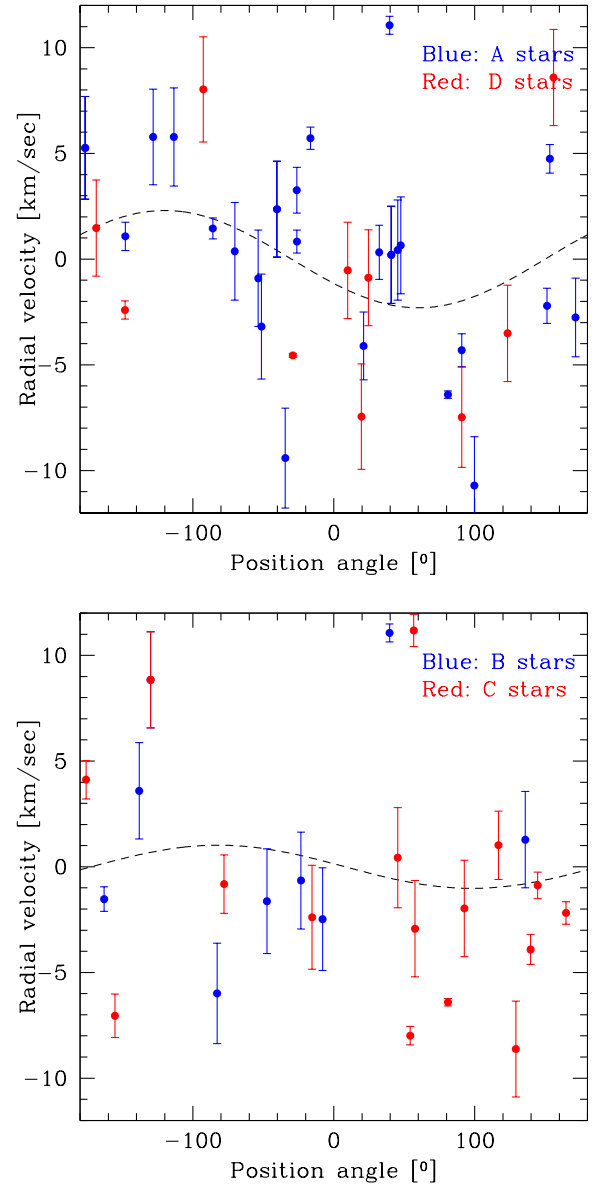 10
5
0
−5
−10
Radial velocity [km/sec]
Blue: A stars
Red: D stars
−100 0 100
Position angle [⁰]
10
5
0
−5
−10
Radial velocity [km/sec]
Blue: B stars
Red: C stars
−100 0 100
Position angle [⁰]